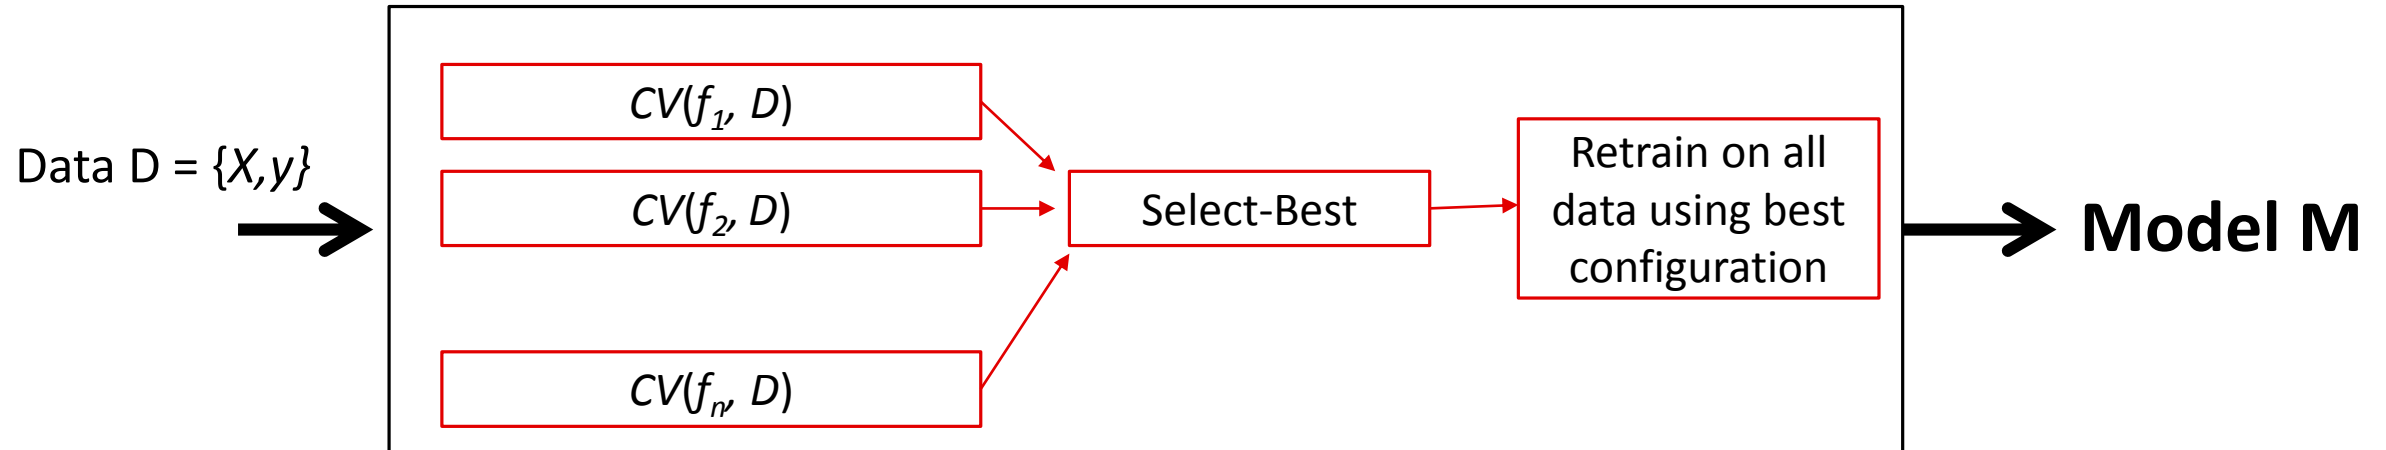 Data D = {X,y}
CV(f1, D)
CV(f2, D)
CV(fn, D)
Select-Best
Retrain on all
data using best
configuration
Model M